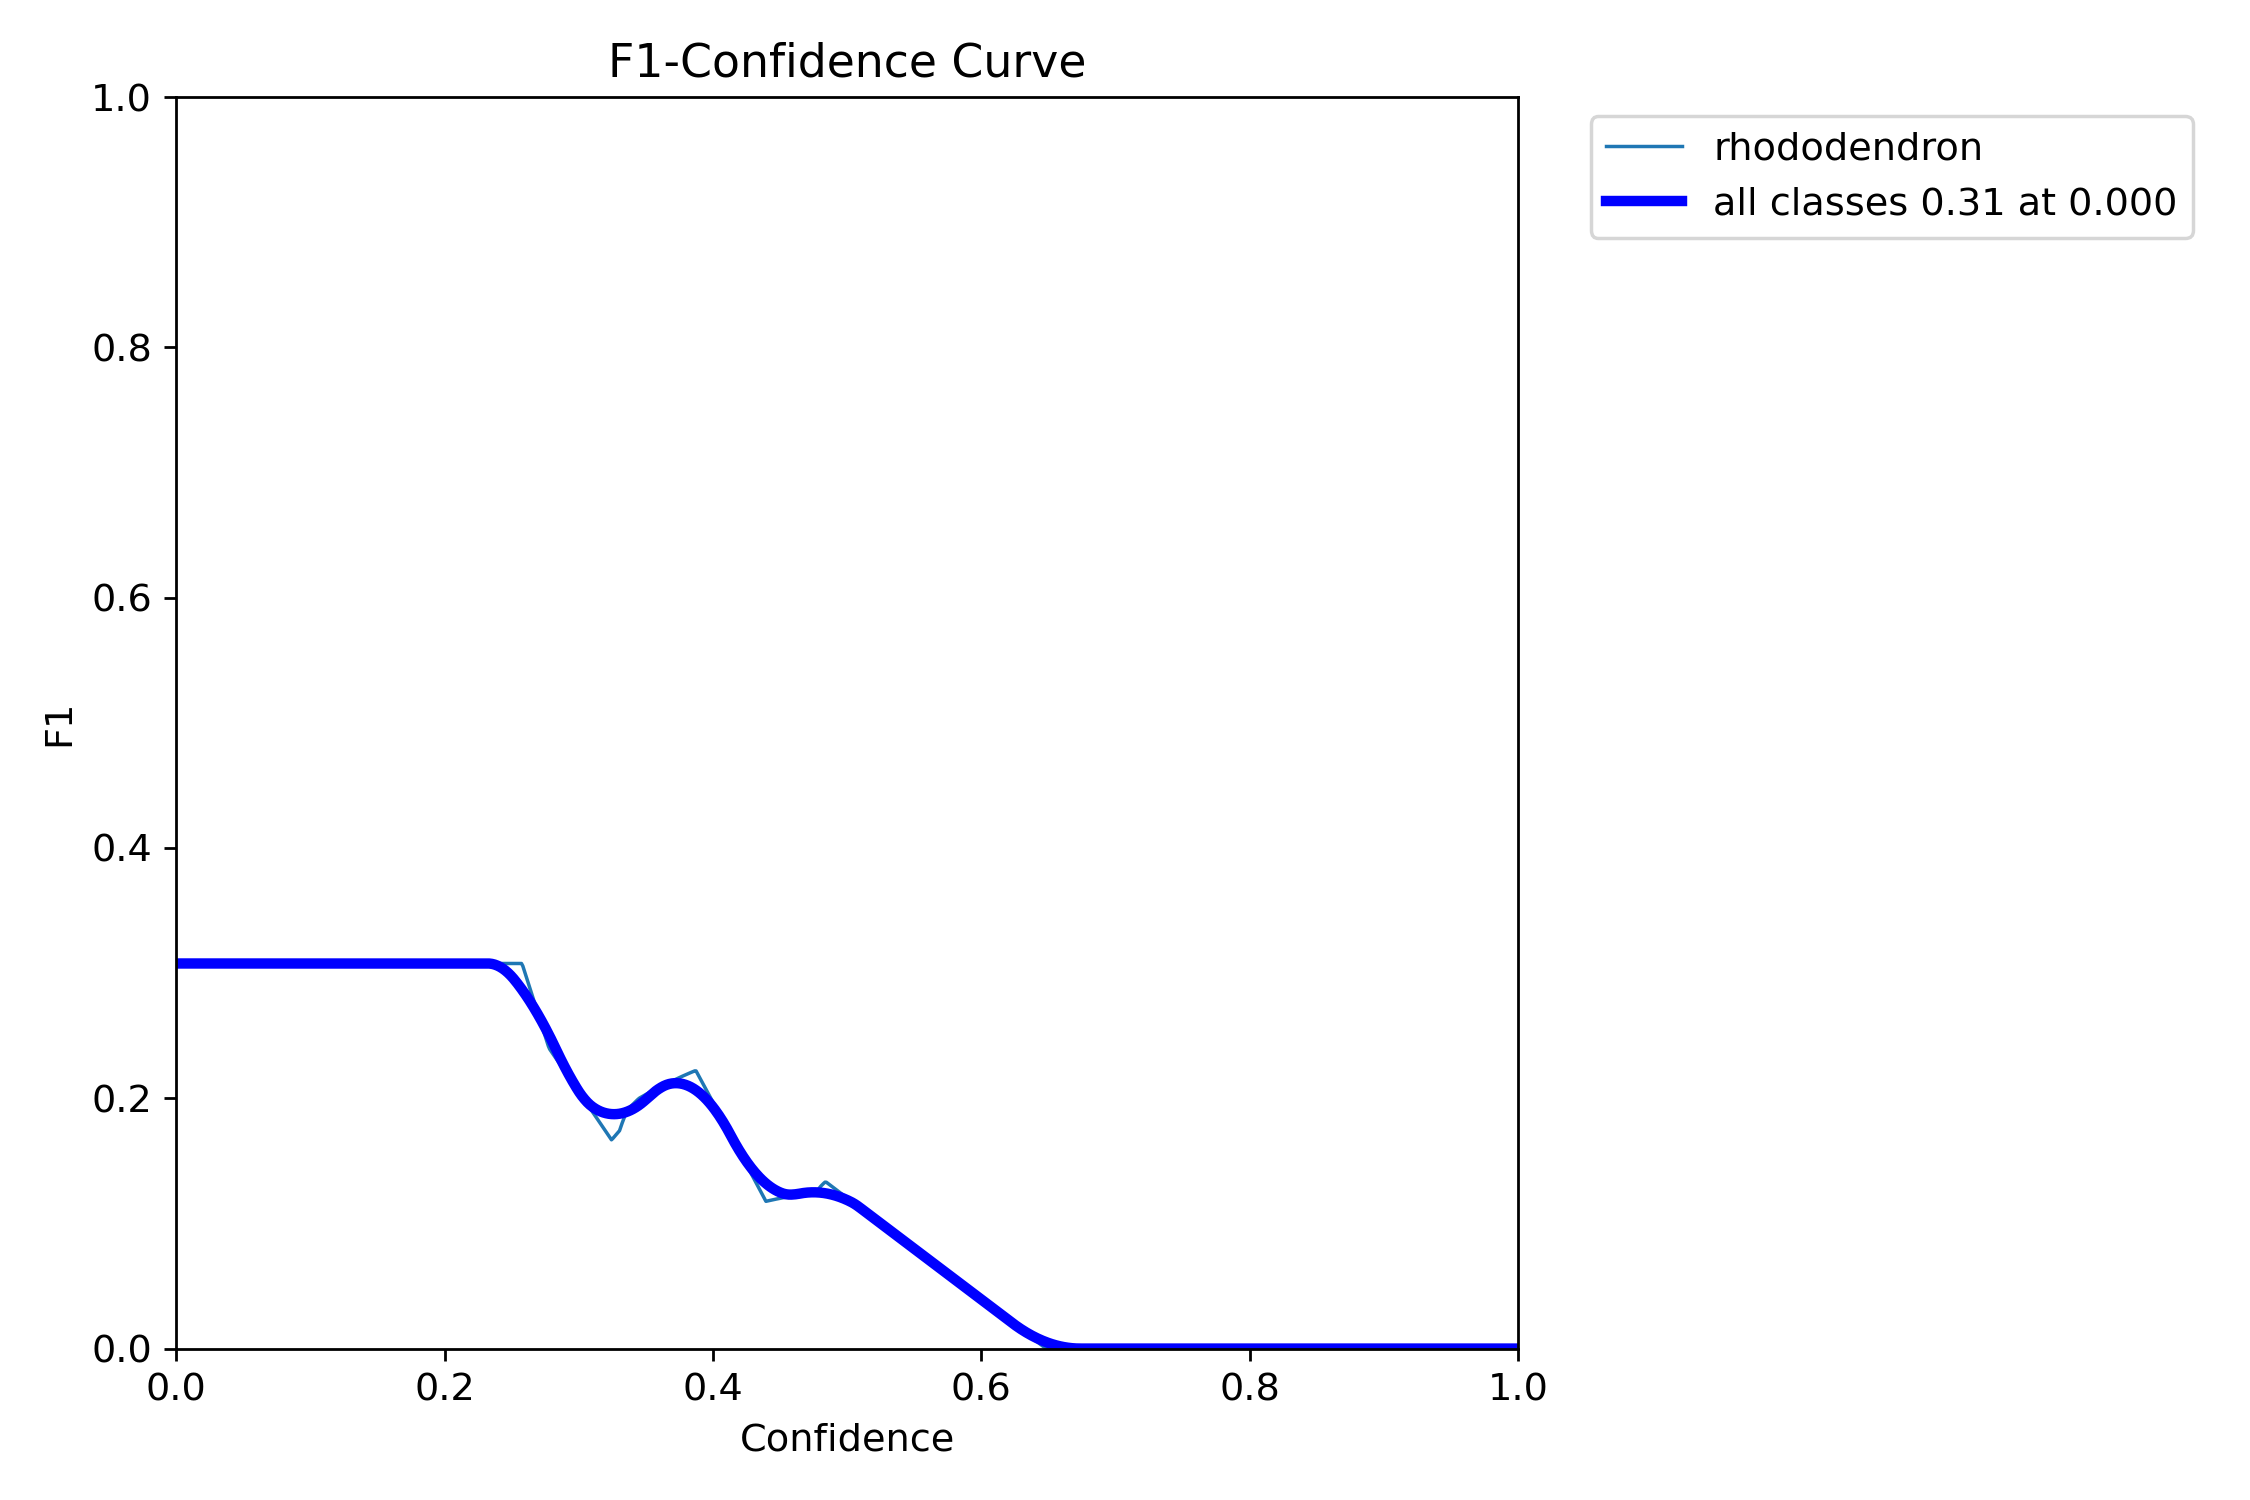 F1-Confidence Curve
1.0
0.8
0.6
0.4
0.2
0.0
F1
0.0 0.2 0.4 0.6 0.8 1.0
Confidence
rhododendron
all classes 0.31 at 0.000